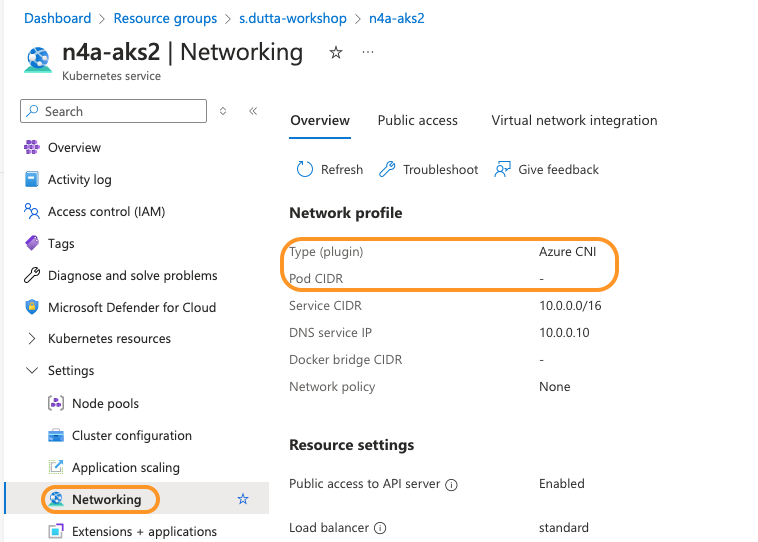 Dashboard > Resource groups > s.dutta-workshop > n4a-aks2
n4a-aks2 | Networking
Kubernetes service
Search
Overview
Activity log
Access control (IAM)
Tags
Diagnose and solve problems
Microsoft Defender for Cloud
Kubernetes resources
Settings
Node pools
Cluster configuration
Application scaling
Networking
Extensions + applications
Overview Public access Virtual network integration
Refresh Troubleshoot Give feedback
Network profile
Type (plugin) Azure CNI
Pod CIDR -
Service CIDR 10.0.0.0/16
DNS service IP 10.0.0.10
Docker bridge CIDR -
Network policy None
Resource settings
Public access to API server Enabled
Load balancer standard